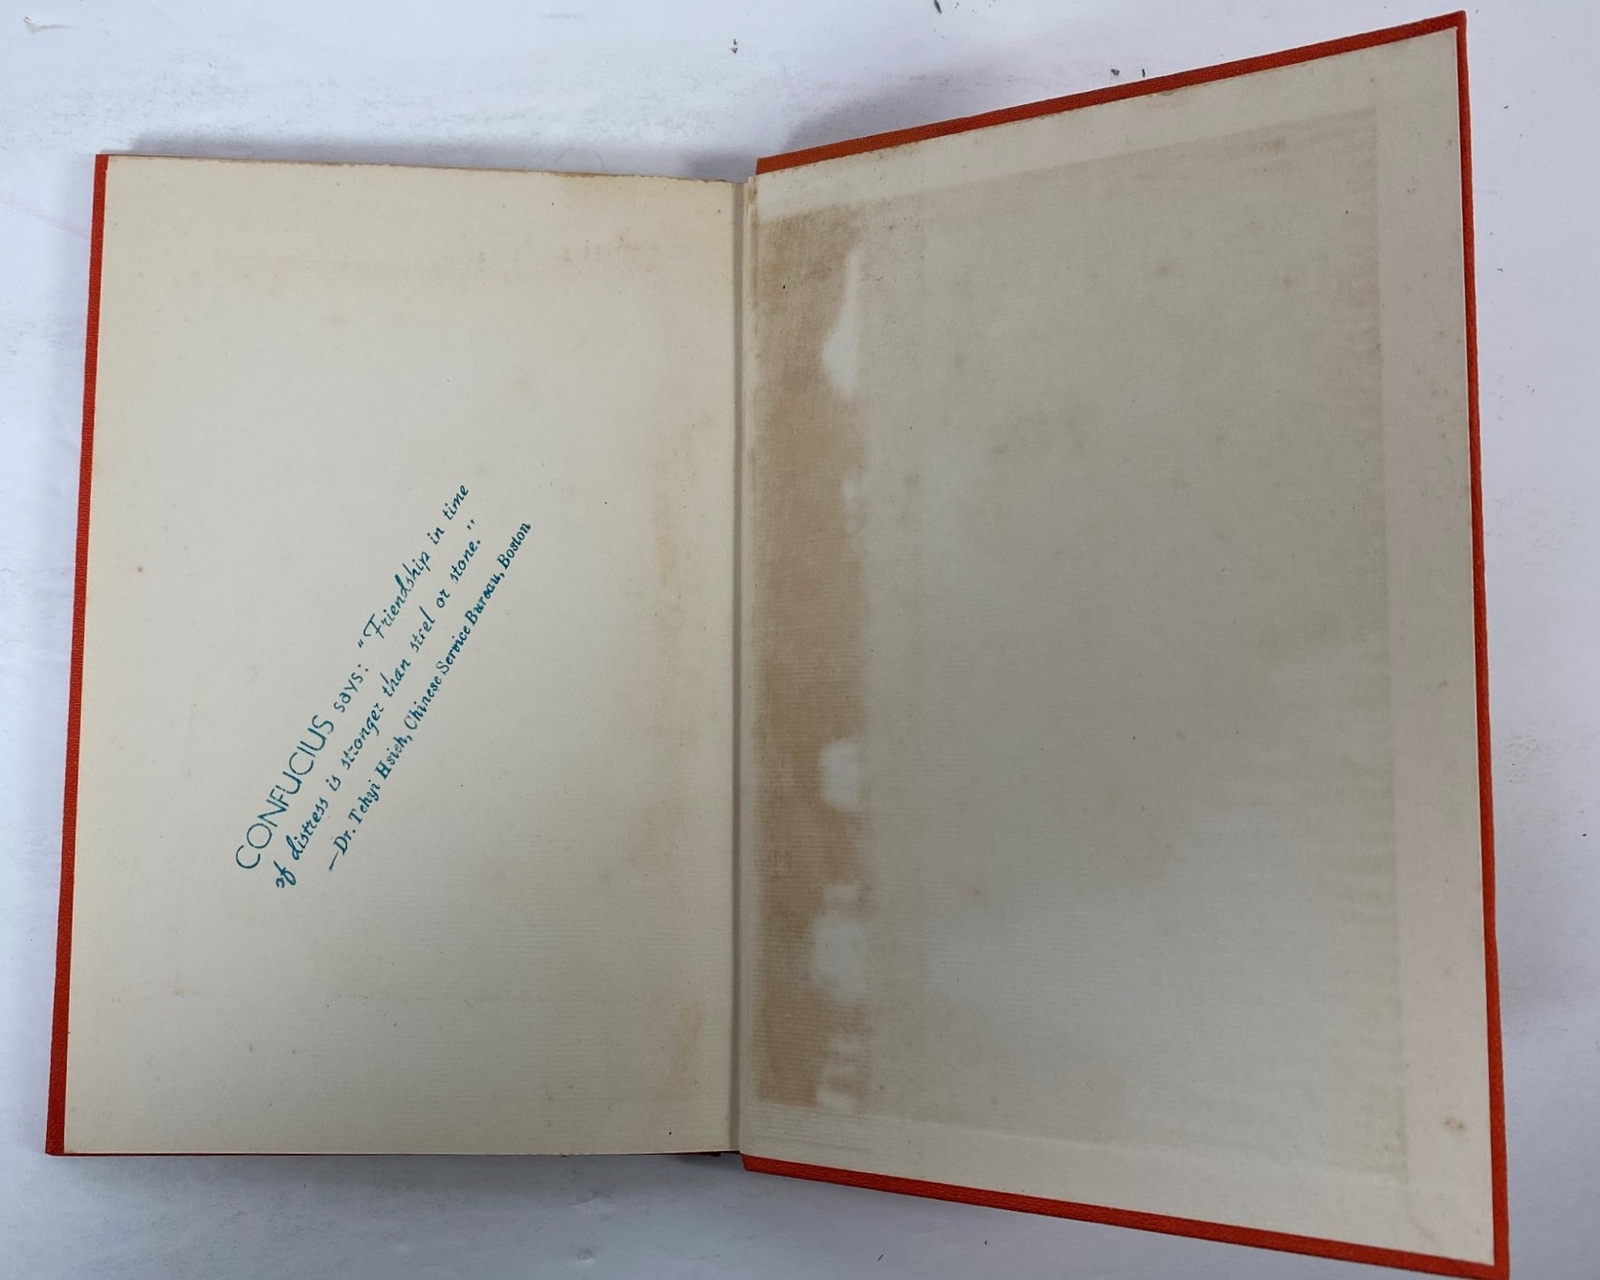 CONFUCIUS says: "Friendship in time
of distress is stronger than steel or stone."
—Dr. Tehyi Hsieh, Chinese Service Bureau, Boston